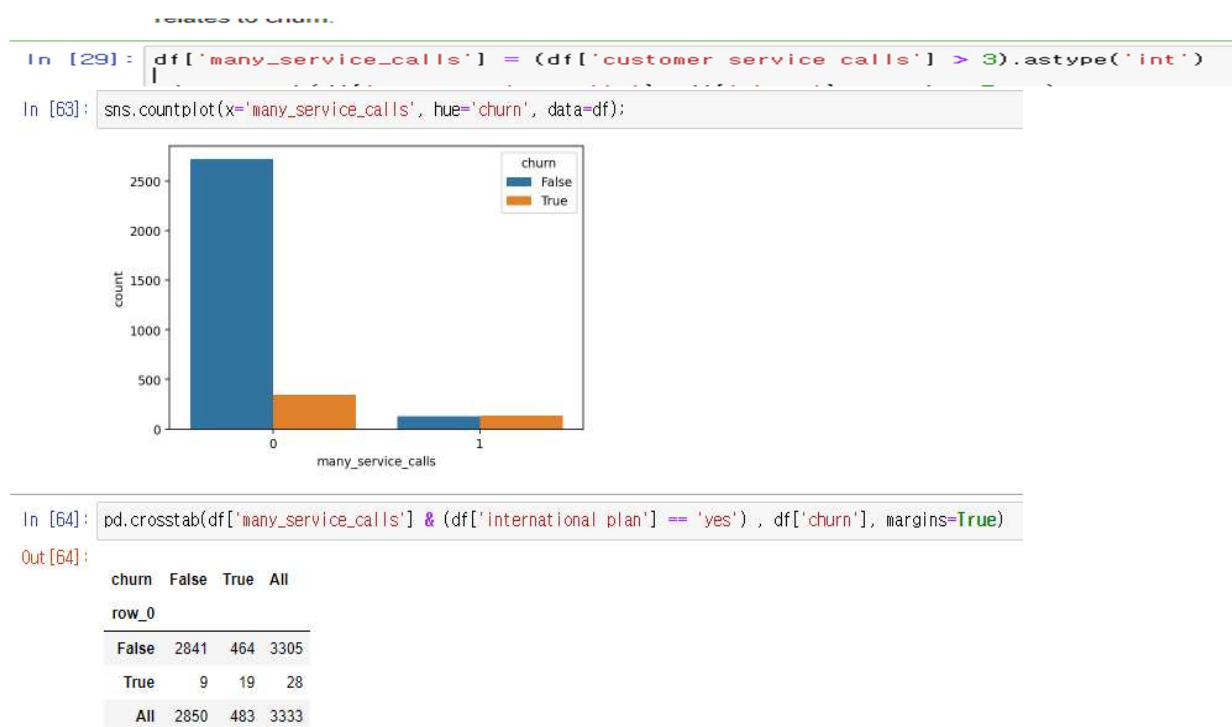 relates to churn.
In [29]: df['many_service_calls'] = (df['customer service calls'] > 3).astype('int')
In [63]: sns.countplot(x='many_service_calls', hue='churn', data=df);
churn
False
True
2500
2000
1500
1000
500
0
count
0 1
many_service_calls
In [64]: pd.crosstab(df['many_service_calls'] & (df['international plan'] == 'yes') , df['churn'], margins=True)
Out[64]:
churn False True All
row_0
False 2841 464 3305
True 9 19 28
All 2850 483 3333